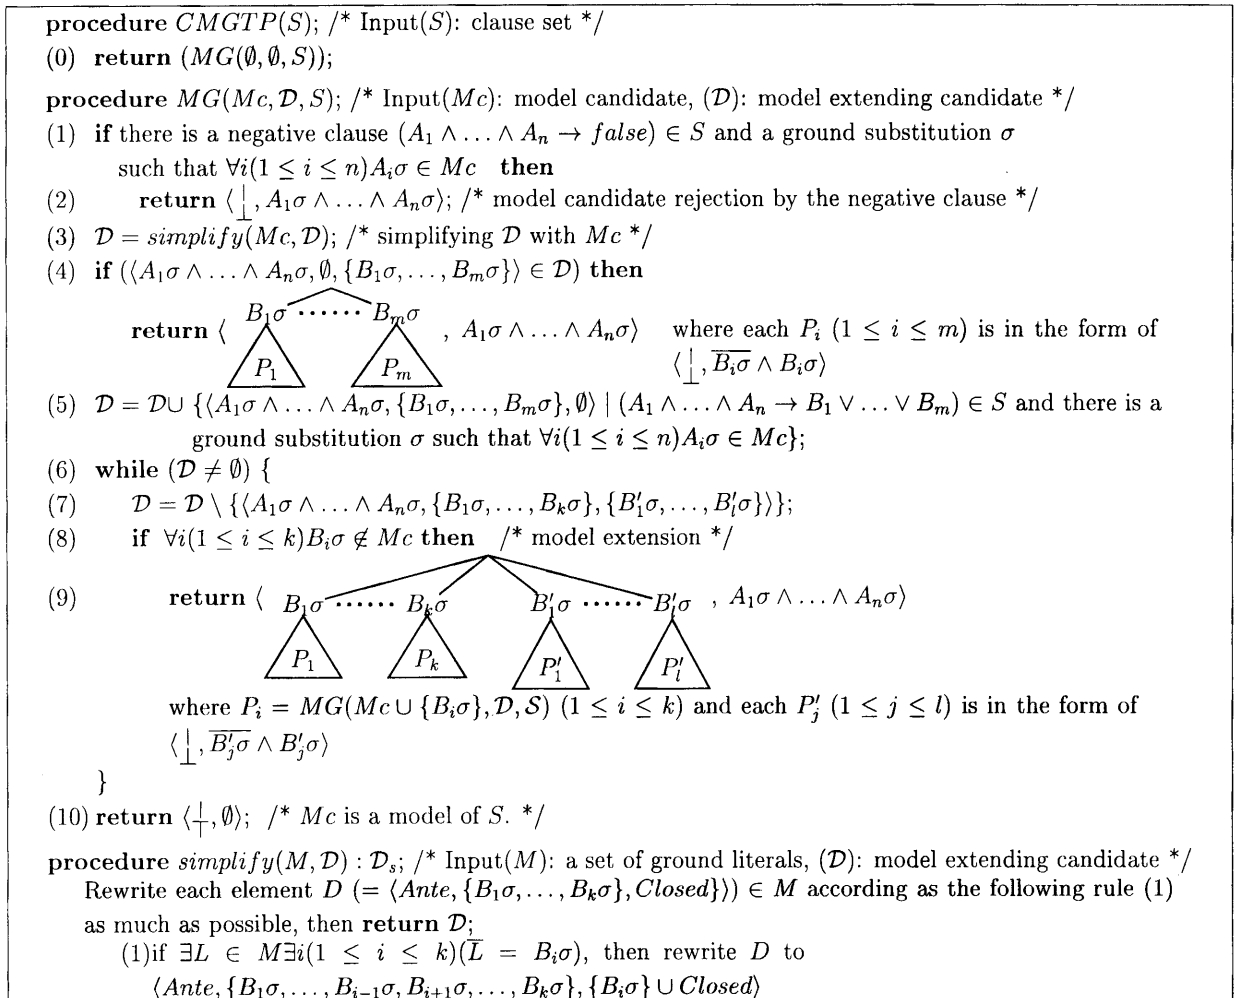 procedure CMGTP(S); /* Input(S): clause set */
(0) return (MG(∅, ∅, S));
procedure MG(Mc, 𝒟, S); /* Input(Mc): model candidate, (𝒟): model extending candidate */
(1) if there is a negative clause (A₁ ∧ ... ∧ Aₙ → false) ∈ S and a ground substitution σ
such that ∀i(1 ≤ i ≤ n)Aᵢσ ∈ Mc then
(2) return ⟨⊥, A₁σ ∧ ... ∧ Aₙσ⟩; /* model candidate rejection by the negative clause */
(3) 𝒟 = simplify(Mc, 𝒟); /* simplifying 𝒟 with Mc */
(4) if (⟨A₁σ ∧ ... ∧ Aₙσ, ∅, {B₁σ, ..., Bₘσ}⟩ ∈ 𝒟) then
B₁σ ...... Bₘσ
return ⟨ P₁ Pₘ , A₁σ ∧ ... ∧ Aₙσ⟩ where each Pᵢ (1 ≤ i ≤ m) is in the form of
⟨⊥, B̅ᵢ̅σ̅ ∧ Bᵢσ⟩
(5) 𝒟 = 𝒟∪ {⟨A₁σ ∧ ... ∧ Aₙσ, {B₁σ, ..., Bₘσ}, ∅⟩ | (A₁ ∧ ... ∧ Aₙ → B₁ ∨ ... ∨ Bₘ) ∈ S and there is a
ground substitution σ such that ∀i(1 ≤ i ≤ n)Aᵢσ ∈ Mc};
(6) while (𝒟 ≠ ∅) {
(7) 𝒟 = 𝒟 \ {⟨A₁σ ∧ ... ∧ Aₙσ, {B₁σ, ..., Bₖσ}, {B′₁σ, ..., B′ₗσ}⟩};
(8) if ∀i(1 ≤ i ≤ k)Bᵢσ ∉ Mc then /* model extension */
(9) return ⟨ B₁σ ...... Bₖσ B′₁σ ...... B′ₗσ , A₁σ ∧ ... ∧ Aₙσ⟩
P₁ Pₖ P′₁ P′ₗ
where Pᵢ = MG(Mc ∪ {Bᵢσ}, 𝒟, 𝒮) (1 ≤ i ≤ k) and each P′ⱼ (1 ≤ j ≤ l) is in the form of
⟨⊥, B̅′̅ⱼ̅σ̅ ∧ B′ⱼσ⟩
}
(10) return ⟨⊤, ∅⟩; /* Mc is a model of S. */
procedure simplify(M, 𝒟) : 𝒟ₛ; /* Input(M): a set of ground literals, (𝒟): model extending candidate */
Rewrite each element D (= ⟨Ante, {B₁σ, ..., Bₖσ}, Closed}⟩) ∈ M according as the following rule (1)
as much as possible, then return 𝒟;
(1)if ∃L ∈ M∃i(1 ≤ i ≤ k)(L̅ = Bᵢσ), then rewrite D to
⟨Ante, {B₁σ, ..., Bᵢ₋₁σ, Bᵢ₊₁σ, ..., Bₖσ}, {Bᵢσ} ∪ Closed⟩